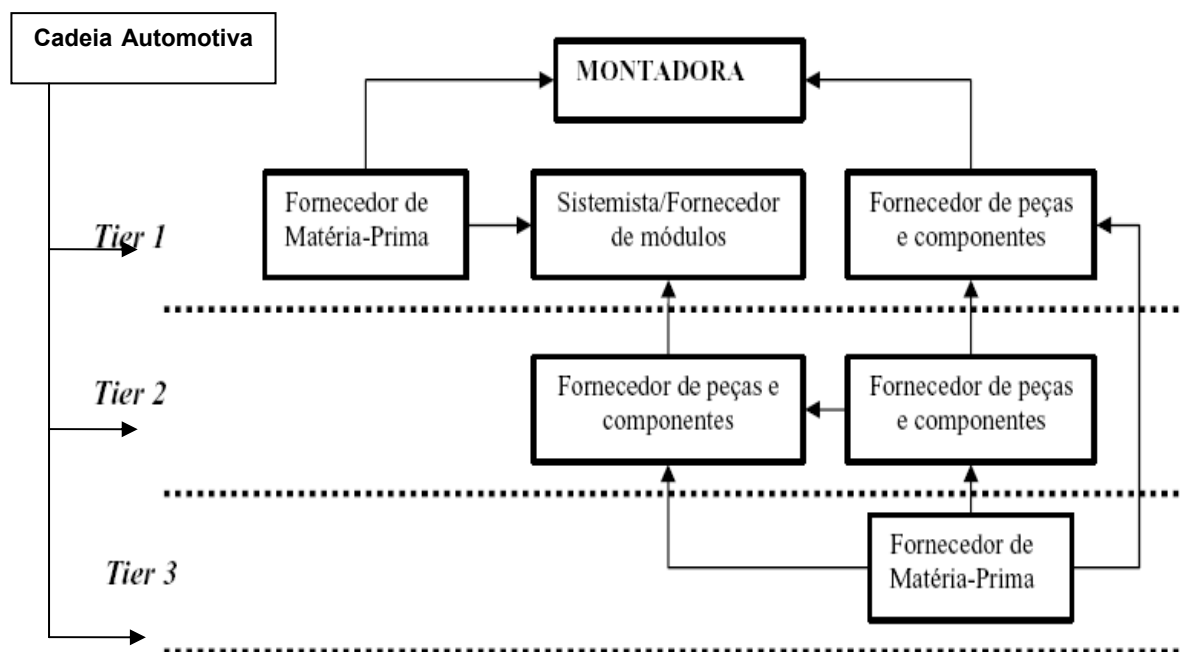 Cadeia Automotiva
MONTADORA
Fornecedor de
Matéria-Prima
Sistemista/Fornecedor
de módulos
Fornecedor de peças
e componentes
Tier 1
Fornecedor de peças e
componentes
Fornecedor de peças
e componentes
Tier 2
Fornecedor de
Matéria-Prima
Tier 3